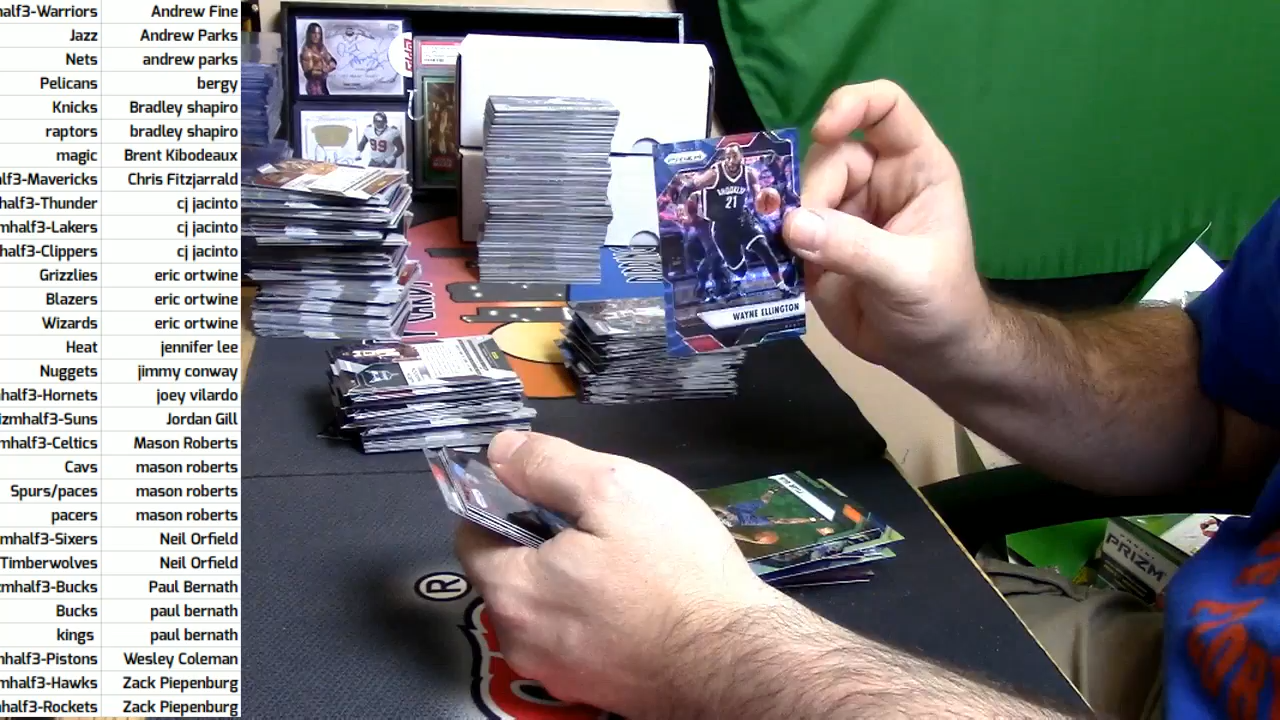 half3-Warriors Andrew Fine
Jazz Andrew Parks
Nets andrew parks
Pelicans bergy
Knicks Bradley shapiro
raptors bradley shapiro
magic Brent Kibodeaux
lf3-Mavericks Chris Fitzjarrald
half3-Thunder cj jacinto
mhalf3-Lakers cj jacinto
half3-Clippers cj jacinto
Grizzlies eric ortwine
Blazers eric ortwine
Wizards eric ortwine
Heat jennifer lee
Nuggets jimmy conway
half3-Hornets joey vilardo
izmhalf3-Suns Jordan Gill
mhalf3-Celtics Mason Roberts
Cavs mason roberts
Spurs/paces mason roberts
pacers mason roberts
mhalf3-Sixers Neil Orfield
Timberwolves Neil Orfield
zmhalf3-Bucks Paul Bernath
Bucks paul bernath
kings paul bernath
half3-Pistons Wesley Coleman
mhalf3-Hawks Zack Piepenburg
half3-Rockets Zack Piepenburg
PRIZM
BROOKLYN
21
WAYNE ELLINGTON
99
®
PRIZM